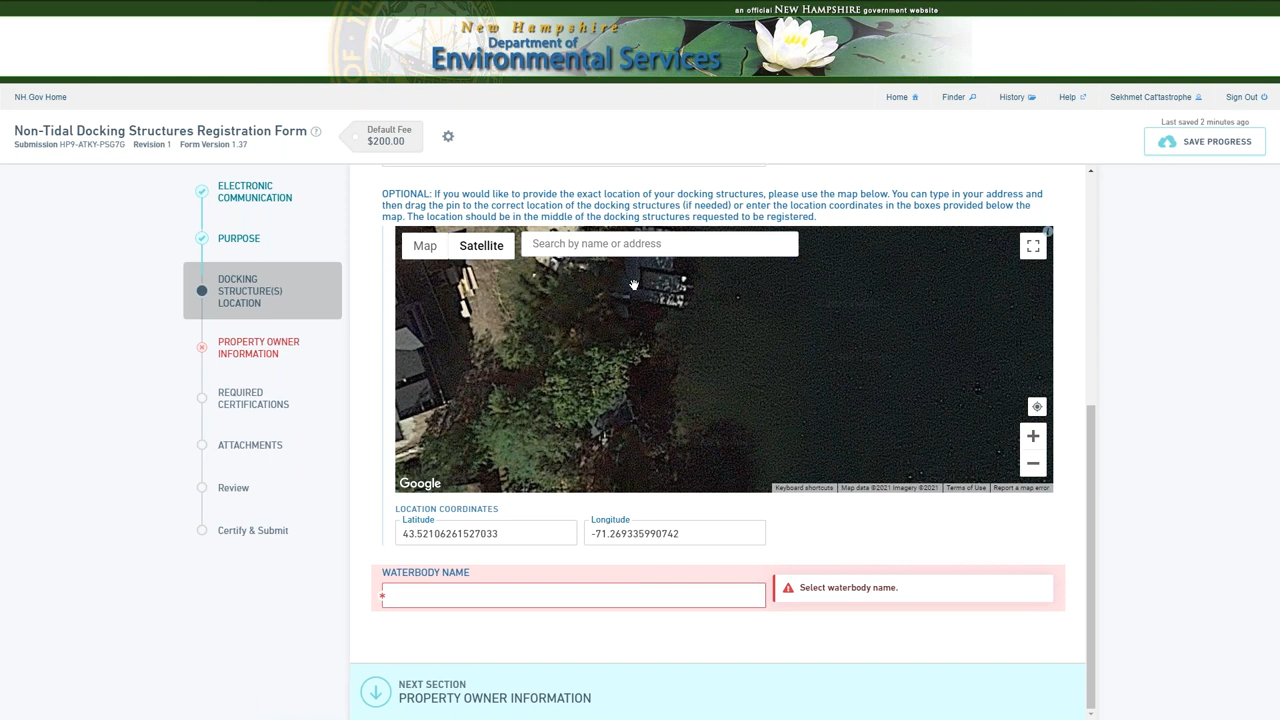 an official NEW HAMPSHIRE government website
New Hampshire
Department of
Environmental Services
NH.Gov Home
Home
Finder
History
Help
Sekhmet Cat'tastrophe
Sign Out
Non-Tidal Docking Structures Registration Form
Submission HP9-ATKY-PSG7G Revision 1 Form Version 1.37
Default Fee
$200.00
Last saved 2 minutes ago
SAVE PROGRESS
ELECTRONIC
COMMUNICATION
PURPOSE
DOCKING
STRUCTURE(S)
LOCATION
PROPERTY OWNER
INFORMATION
REQUIRED
CERTIFICATIONS
ATTACHMENTS
Review
Certify & Submit
OPTIONAL: If you would like to provide the exact location of your docking structures, please use the map below. You can type in your address and
then drag the pin to the correct location of the docking structures (if needed) or enter the location coordinates in the boxes provided below the
map. The location should be in the middle of the docking structures requested to be registered.
Map
Satellite
Search by name or address
Google
Keyboard shortcuts
Map data ©2021 Imagery ©2021
Terms of Use
Report a map error
LOCATION COORDINATES
Latitude
43.52106261527033
Longitude
-71.269335990742
WATERBODY NAME
*
Select waterbody name.
NEXT SECTION
PROPERTY OWNER INFORMATION